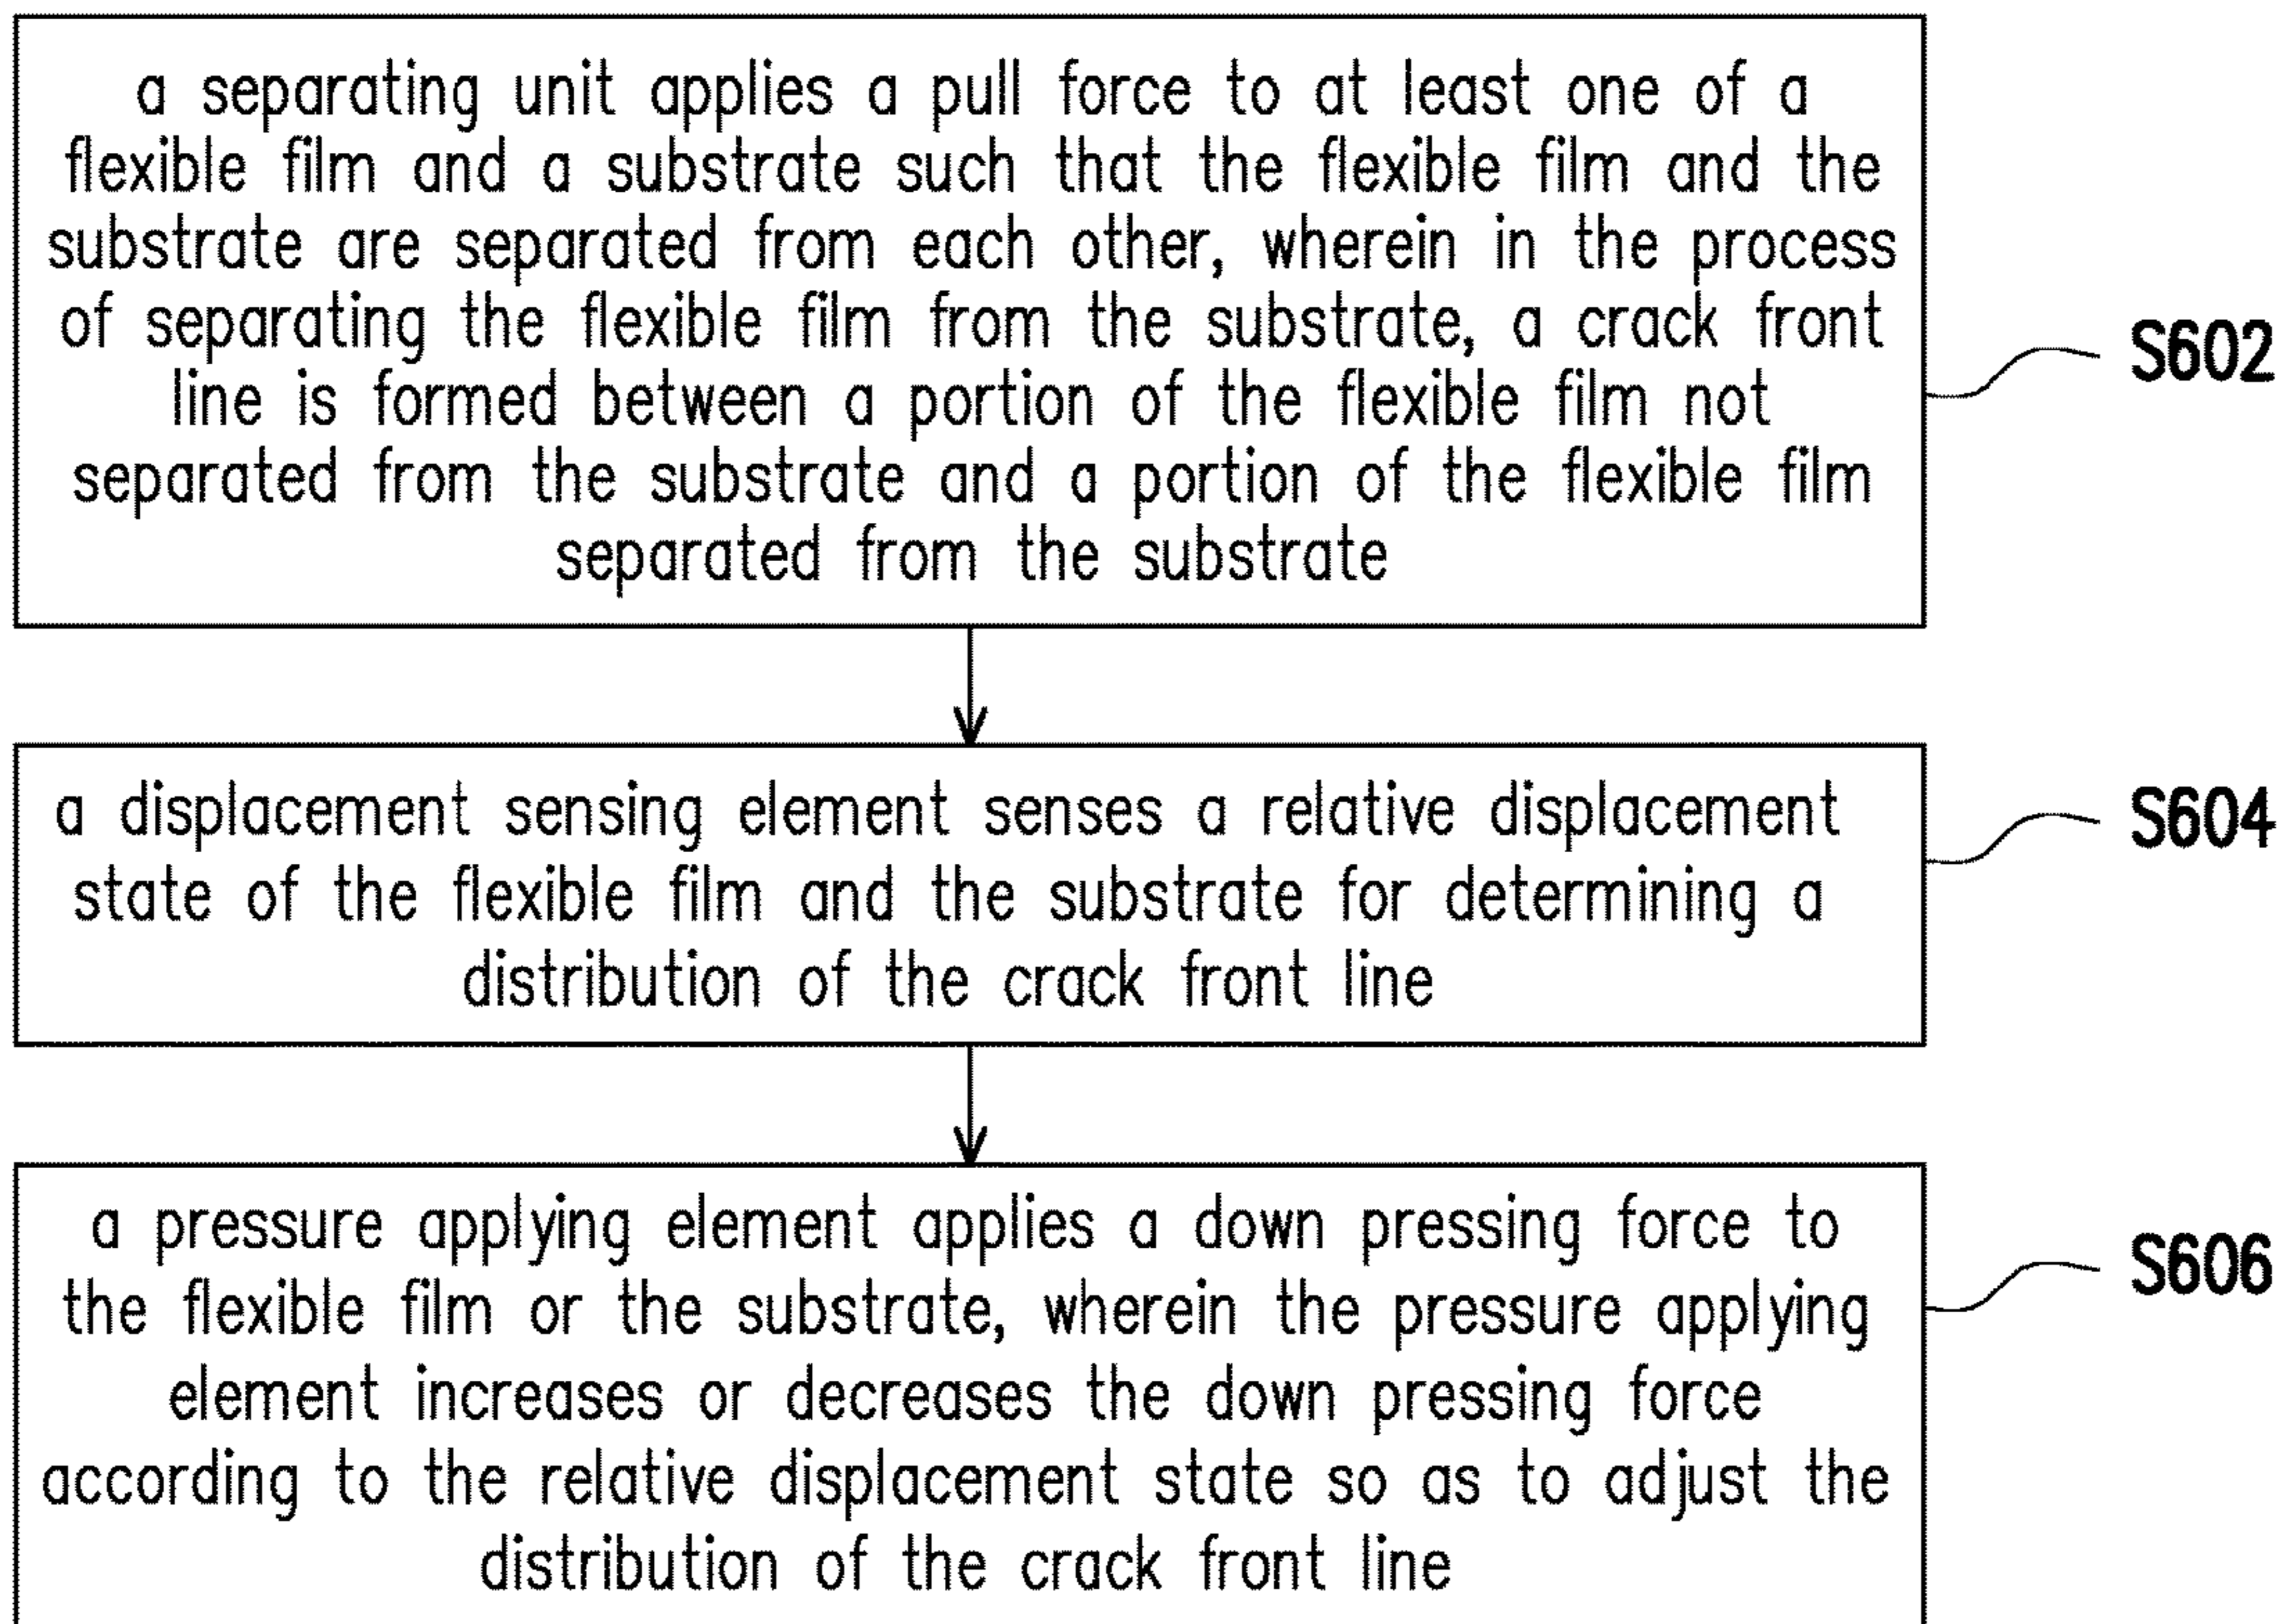 a separating unit applies a pull force to at least one of a
flexible film and a substrate such that the flexible film and the
substrate are separated from each other, wherein in the process
of separating the flexible film from the substrate, a crack front
line is formed between a portion of the flexible film not
separated from the substrate and a portion of the flexible film
separated from the substrate
S602
a displacement sensing element senses a relative displacement
state of the flexible film and the substrate for determining a
distribution of the crack front line
S604
a pressure applying element applies a down pressing force to
the flexible film or the substrate, wherein the pressure applying
element increases or decreases the down pressing force
according to the relative displacement state so as to adjust the
distribution of the crack front line
S606